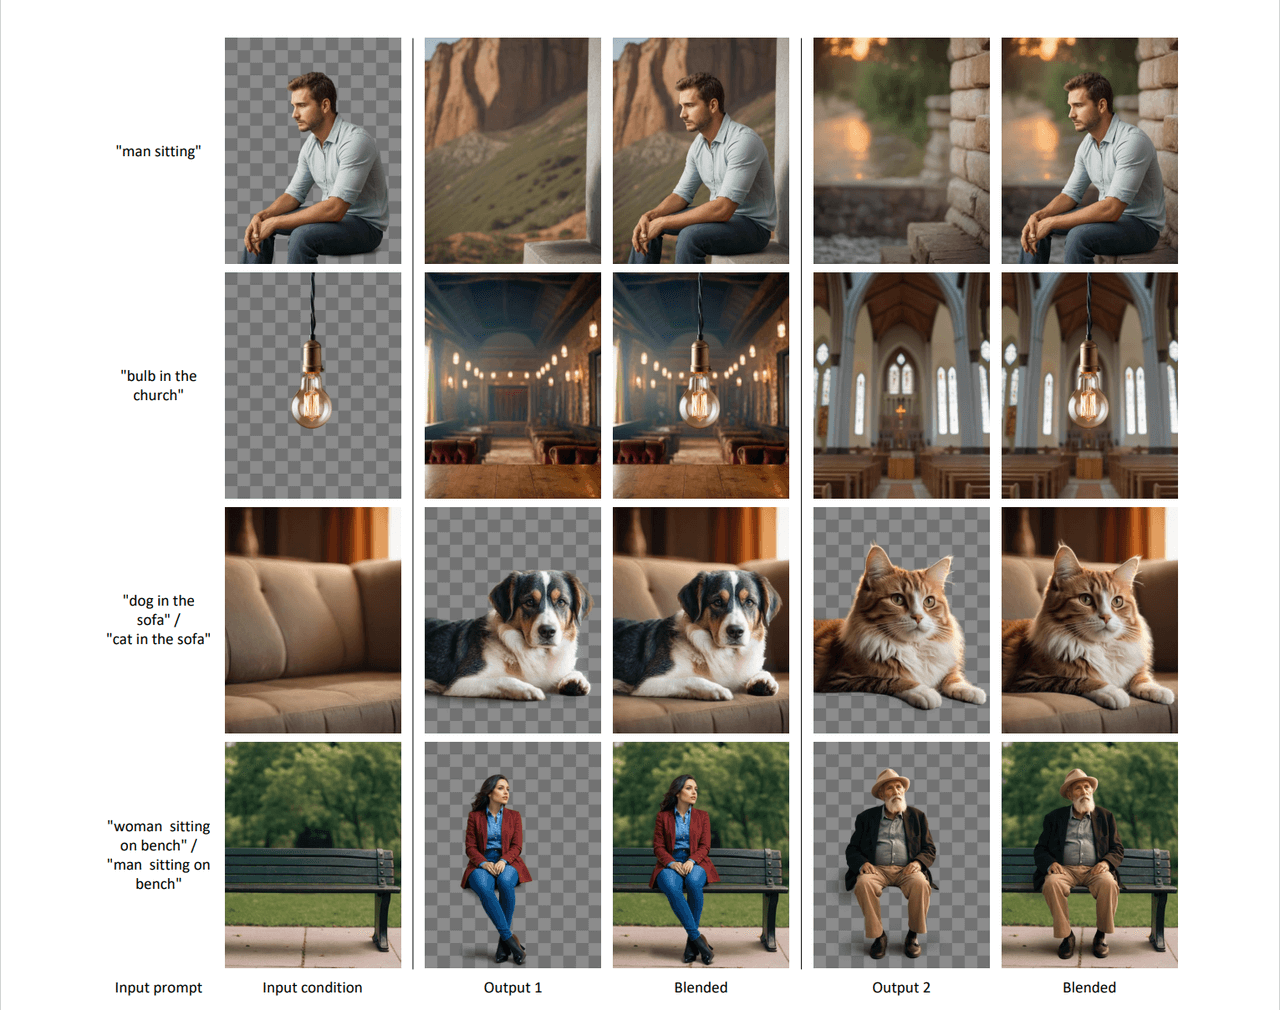 "man sitting"
"bulb in the
church"
"dog in the
sofa" /
"cat in the sofa"
"woman  sitting
on bench" /
"man  sitting on
bench"
Input prompt
Input condition
Output 1
Blended
Output 2
Blended